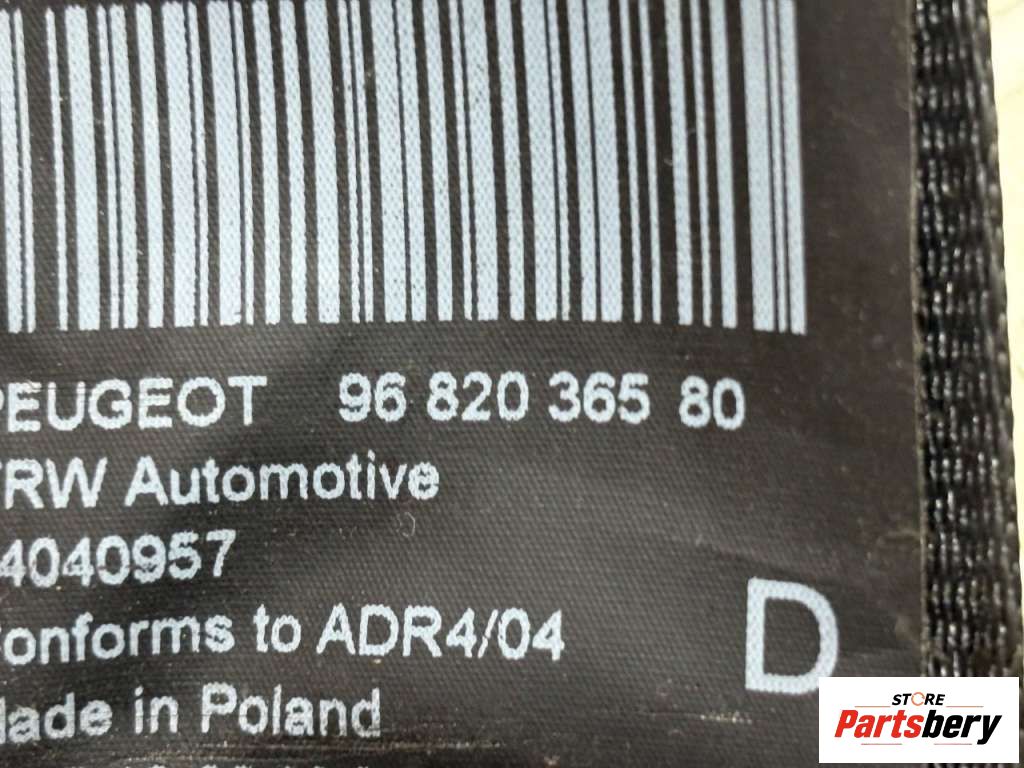 PEUGEOT 96 820 365 80
TRW Automotive
4040957
Conforms to ADR4/04
D
Made in Poland
STORE
Partsbery